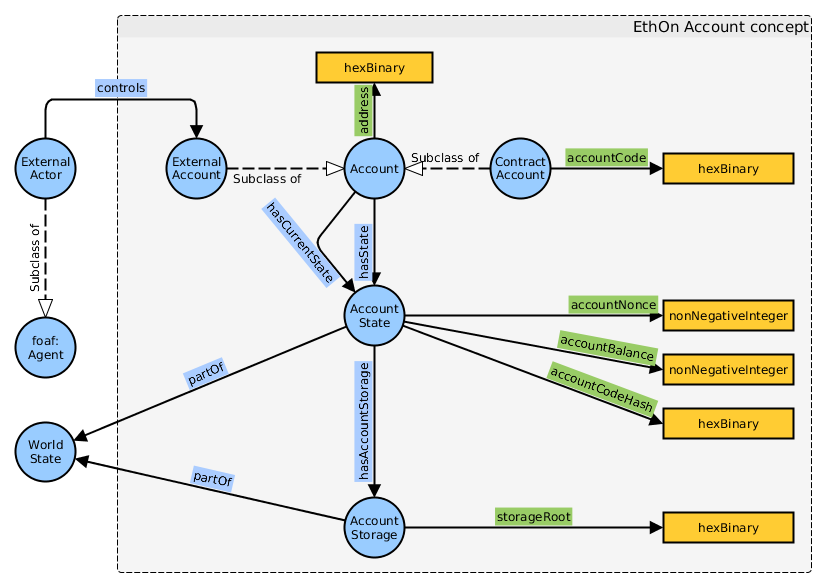 EthOn Account concept
hexBinary
controls
address
External
Actor
External
Account
Subclass of
Account
Subclass of
Contract
Account
accountCode
hexBinary
Subclass of
hasCurrentState
hasState
foaf:
Agent
Account
State
accountNonce
nonNegativeInteger
accountBalance
nonNegativeInteger
accountCodeHash
hexBinary
partOf
hasAccountStorage
World
State
partOf
Account
Storage
storageRoot
hexBinary